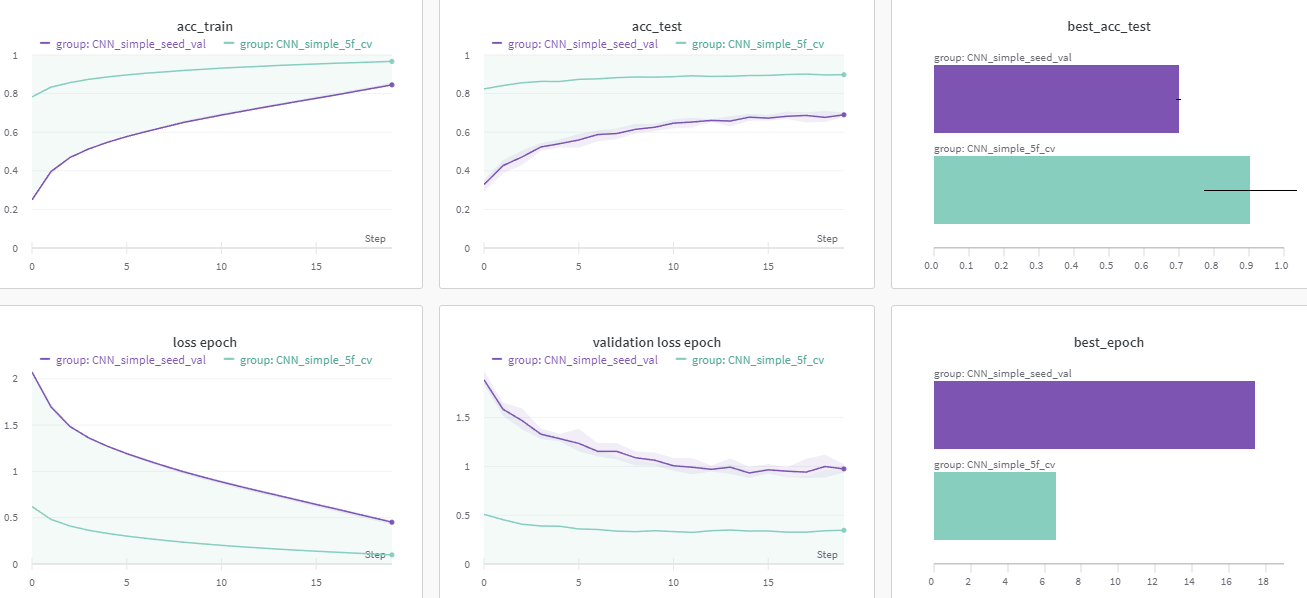 acc_train
group: CNN_simple_seed_val group: CNN_simple_5f_cv
1
0.8
0.6
0.4
0.2
0
Step
0 5 10 15
acc_test
group: CNN_simple_seed_val group: CNN_simple_5f_cv
1
0.8
0.6
0.4
0.2
0
Step
0 5 10 15
best_acc_test
group: CNN_simple_seed_val
group: CNN_simple_5f_cv
0.0 0.1 0.2 0.3 0.4 0.5 0.6 0.7 0.8 0.9 1.0
loss epoch
group: CNN_simple_seed_val group: CNN_simple_5f_cv
2
1.5
1
0.5
0
Step
0 5 10 15
validation loss epoch
group: CNN_simple_seed_val group: CNN_simple_5f_cv
1.5
1
0.5
0
Step
0 5 10 15
best_epoch
group: CNN_simple_seed_val
group: CNN_simple_5f_cv
0 2 4 6 8 10 12 14 16 18